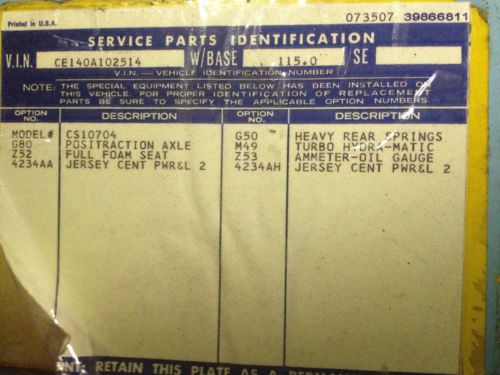 Printed in U.S.A. 073507 39866811
SERVICE PARTS IDENTIFICATION
V.I.N. CE140A102514 W/BASE 115.0 /SE
V.I.N. — VEHICLE IDENTIFICATION NUMBER
NOTE: THE SPECIAL EQUIPMENT LISTED BELOW HAS BEEN INSTALLED ON
THIS VEHICLE. FOR PROPER IDENTIFICATION OF REPLACEMENT
PARTS BE SURE TO SPECIFY THE APPLICABLE OPTION NUMBERS.
OPTION NO. DESCRIPTION OPTION NO. DESCRIPTION
MODEL# CS10704 G50 HEAVY REAR SPRINGS
G80 POSITRACTION AXLE M49 TURBO HYDRA-MATIC
Z52 FULL FOAM SEAT Z53 AMMETER-OIL GAUGE
4234AA JERSEY CENT PWR&L 2 4234AH JERSEY CENT PWR&L 2
RETAIN THIS PLATE AS A